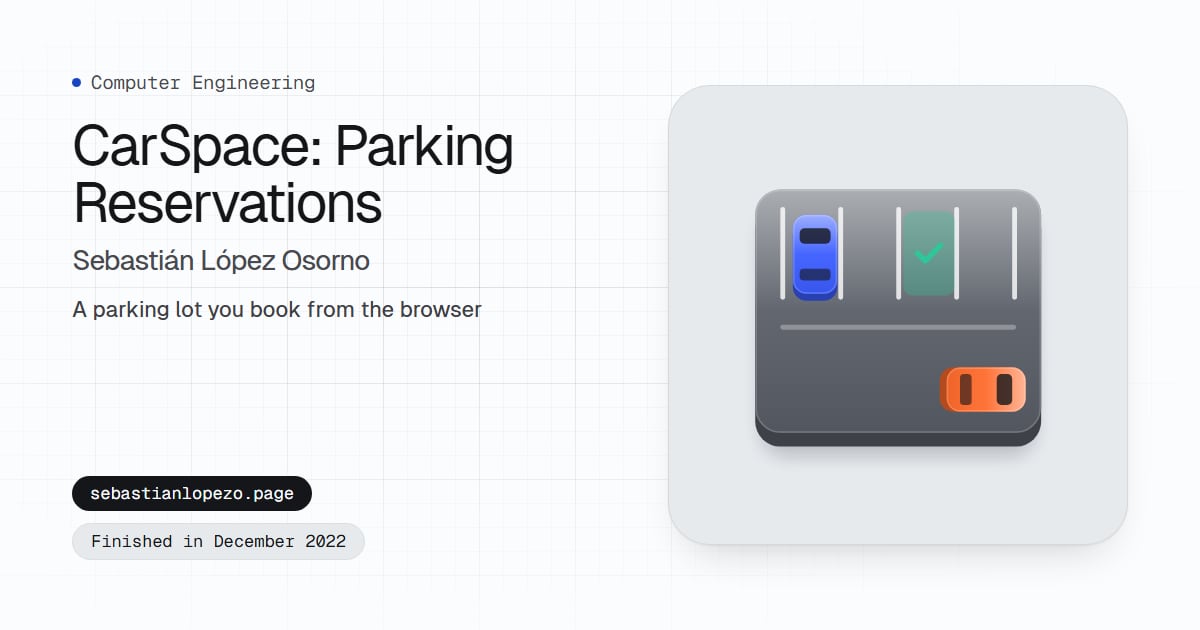 Computer Engineering
CarSpace: Parking
Reservations
Sebastián López Osorno
A parking lot you book from the browser
sebastianlopezo.page
Finished in December 2022